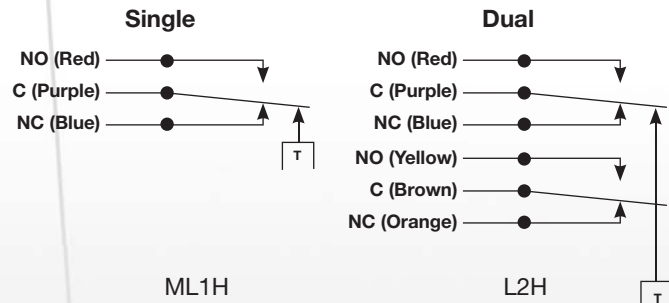 Single
NO (Red)
C (Purple)
NC (Blue)
T
ML1H
Dual
NO (Red)
C (Purple)
NC (Blue)
NO (Yellow)
C (Brown)
NC (Orange)
T
L2H